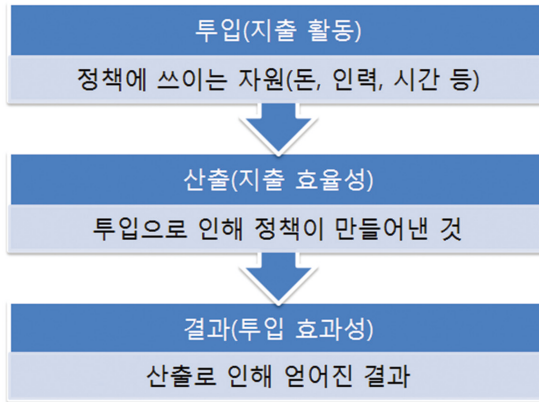 투입(지출 활동)
정책에 쓰이는 자원(돈, 인력, 시간 등)
산출(지출 효율성)
투입으로 인해 정책이 만들어낸 것
결과(투입 효과성)
산출로 인해 얻어진 결과